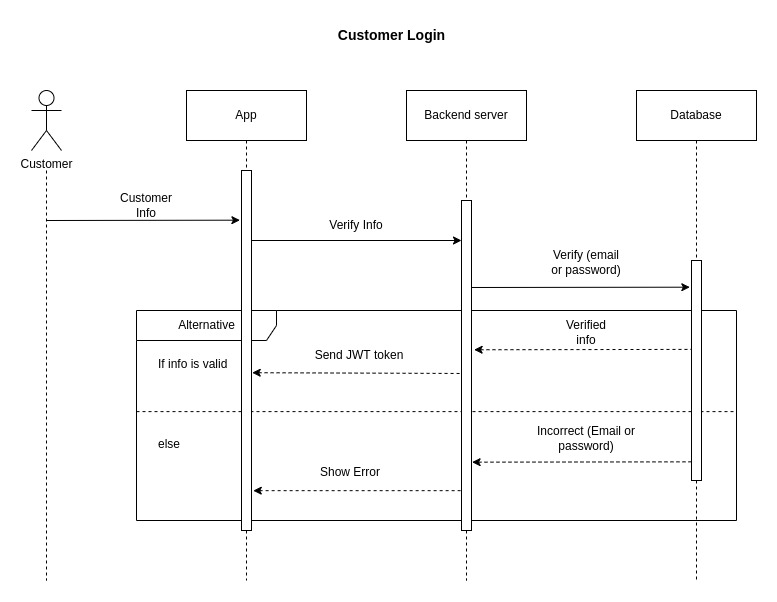 Customer Login
App
Backend server
Database
Customer
Customer
Info
Verify Info
Verify (email
or password)
Alternative
Verified
info
Send JWT token
If info is valid
Incorrect (Email or
password)
else
Show Error